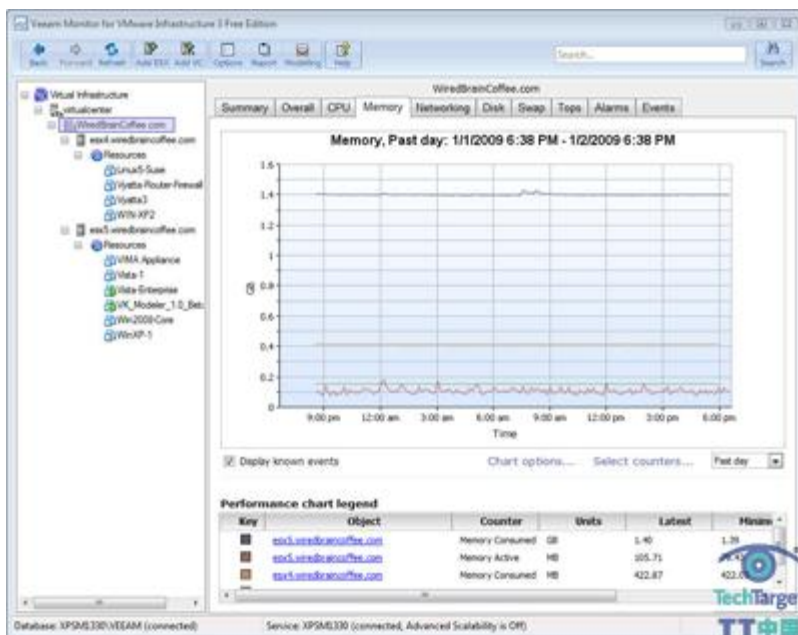 Veeam Monitor for VMware Infrastructure 3 Free Edition
Back Forward Refresh Add ESX Add VC Options Report Modeling Help Search... Search
Virtual Infrastructure
virtualcenter
WiredBrainCoffee.com
esx4.wiredbraincoffee.com
Resources
Linux5-Suse
Vyatta-Router-Firewall
Vyatta3
WIN-XP2
esx5.wiredbraincoffee.com
Resources
VIMA Appliance
Vista-1
Vista-Enterprise
VK_Modeler_1.0_Beta
Win2008-Core
WinXP-1
WiredBrainCoffee.com
Summary Overall CPU Memory Networking Disk Swap Tops Alarms Events
Memory, Past day: 1/1/2009 6:38 PM - 1/2/2009 6:38 PM
1.6
1.4
1.2
1
0.8
0.6
0.4
0.2
0
GB
9:00 pm 12:00 am 3:00 am 6:00 am 9:00 am 12:00 pm 3:00 pm 6:00 pm
Time
Display known events Chart options... Select counters... Past day
Performance chart legend
Key Object Counter Units Latest
esx5.wiredbraincoffee.com Memory Consumed GB 1.40 1.39
esx5.wiredbraincoffee.com Memory Active MB 105.71
esx4.wiredbraincoffee.com Memory Consumed MB 422.87
TechTarget
TT中国
Database: XPSM1330\VEEAM (connected) Service: XPSM1330 (connected, Advanced Scalability is Off)